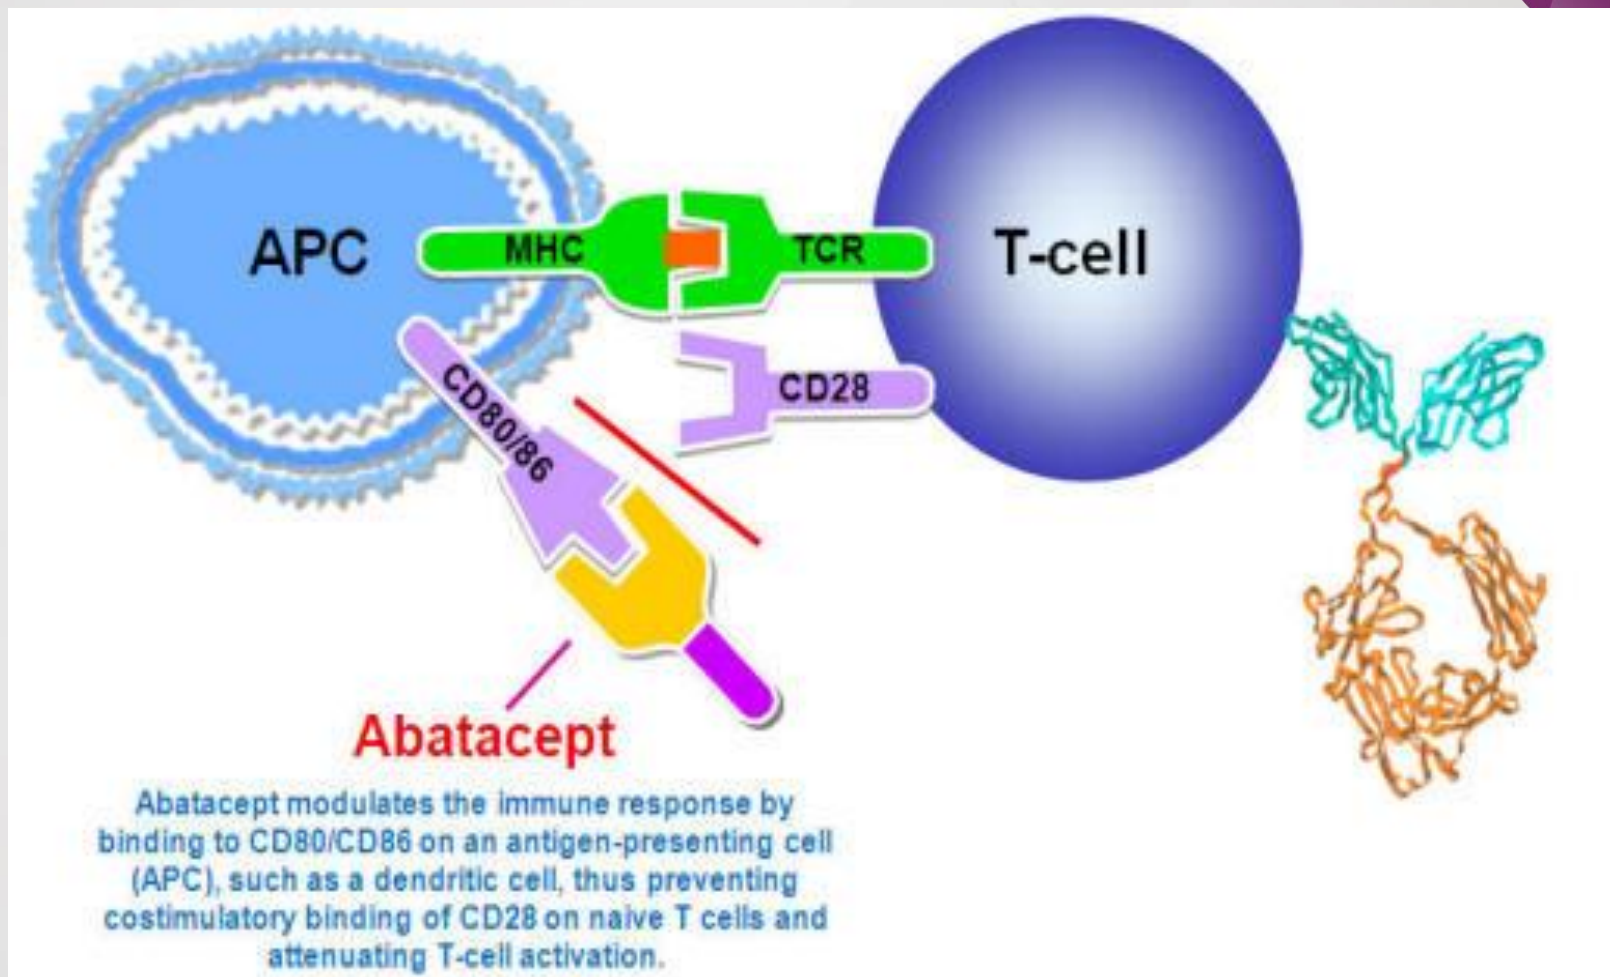 APC
MHC
TCR
T-cell
CD80/86
CD28
Abatacept
Abatacept modulates the immune response by
binding to CD80/CD86 on an antigen-presenting cell
(APC), such as a dendritic cell, thus preventing
costimulatory binding of CD28 on naive T cells and
attenuating T-cell activation.